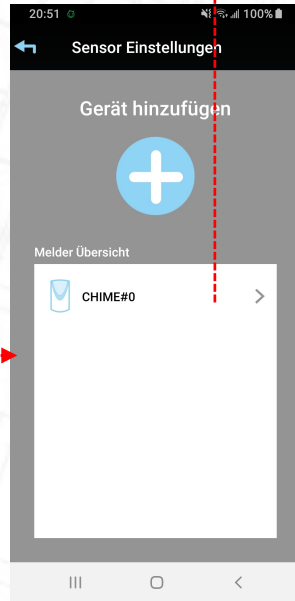 20:51 100%
Sensor Einstellungen
Gerät hinzufügen
Melder Übersicht
CHIME#0